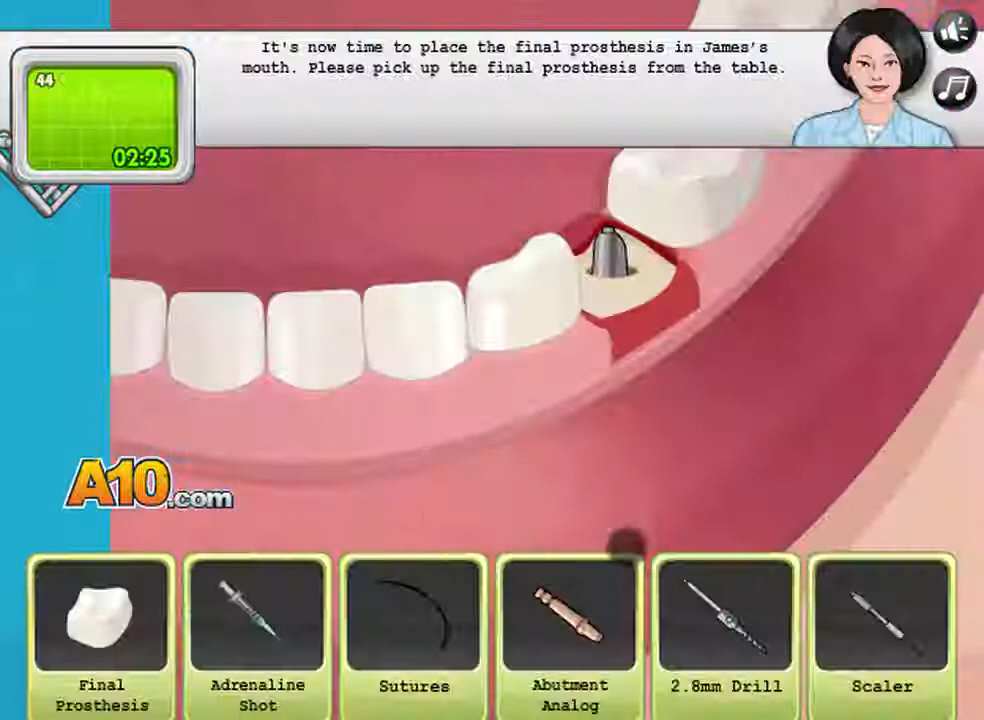 It's now time to place the final prosthesis in James's
mouth. Please pick up the final prosthesis from the table.
44
02:25
A10.com
Final
Prosthesis
Adrenaline
Shot
Sutures
Abutment
Analog
2.8mm Drill
Scaler